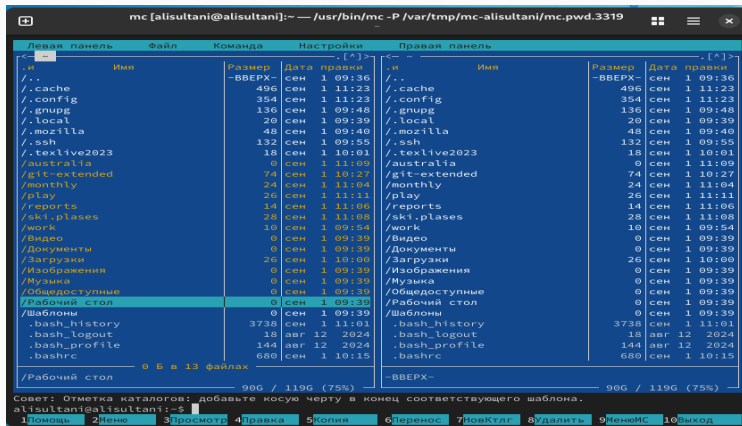 mc [alisultani@alisultani]:~ — /usr/bin/mc -P /var/tmp/mc-alisultani/mc.pwd.3319
Левая панель Файл Команда Настройки Правая панель
<— ~ .[^]> <— ~ .[^]>
.и Имя Размер Дата правки .и Имя Размер Дата правки
/.. -ВВЕРХ- сен 1 09:36 /.. -ВВЕРХ- сен 1 09:36
/.cache 496 сен 1 11:23 /.cache 496 сен 1 11:23
/.config 354 сен 1 11:23 /.config 354 сен 1 11:23
/.gnupg 136 сен 1 09:48 /.gnupg 136 сен 1 09:48
/.local 20 сен 1 09:39 /.local 20 сен 1 09:39
/.mozilla 48 сен 1 09:40 /.mozilla 48 сен 1 09:40
/.ssh 132 сен 1 09:55 /.ssh 132 сен 1 09:55
/.texlive2023 18 сен 1 10:01 /.texlive2023 18 сен 1 10:01
/australia 0 сен 1 11:09 /australia 0 сен 1 11:09
/git-extended 74 сен 1 10:27 /git-extended 74 сен 1 10:27
/monthly 24 сен 1 11:04 /monthly 24 сен 1 11:04
/play 26 сен 1 11:11 /play 26 сен 1 11:11
/reports 14 сен 1 11:06 /reports 14 сен 1 11:06
/ski.plases 28 сен 1 11:08 /ski.plases 28 сен 1 11:08
/work 10 сен 1 09:54 /work 10 сен 1 09:54
/Видео 0 сен 1 09:39 /Видео 0 сен 1 09:39
/Документы 0 сен 1 09:39 /Документы 0 сен 1 09:39
/Загрузки 26 сен 1 10:00 /Загрузки 26 сен 1 10:00
/Изображения 0 сен 1 09:39 /Изображения 0 сен 1 09:39
/Музыка 0 сен 1 09:39 /Музыка 0 сен 1 09:39
/Общедоступные 0 сен 1 09:39 /Общедоступные 0 сен 1 09:39
/Рабочий стол 0 сен 1 09:39 /Рабочий стол 0 сен 1 09:39
/Шаблоны 0 сен 1 09:39 /Шаблоны 0 сен 1 09:39
.bash_history 3738 сен 1 11:01 .bash_history 3738 сен 1 11:01
.bash_logout 18 авг 12 2024 .bash_logout 18 авг 12 2024
.bash_profile 144 авг 12 2024 .bash_profile 144 авг 12 2024
.bashrc 680 сен 1 10:15 .bashrc 680 сен 1 10:15
0 Б в 13 файлах
/Рабочий стол -ВВЕРХ-
90G / 119G (75%) 90G / 119G (75%)
Совет: Отметка каталогов: добавьте косую черту в конец соответствующего шаблона.
alisultani@alisultani:~$
1Помощь 2Меню 3Просмотр 4Правка 5Копия 6Перенос 7НовКтлг 8Удалить 9МенюMC 10Выход